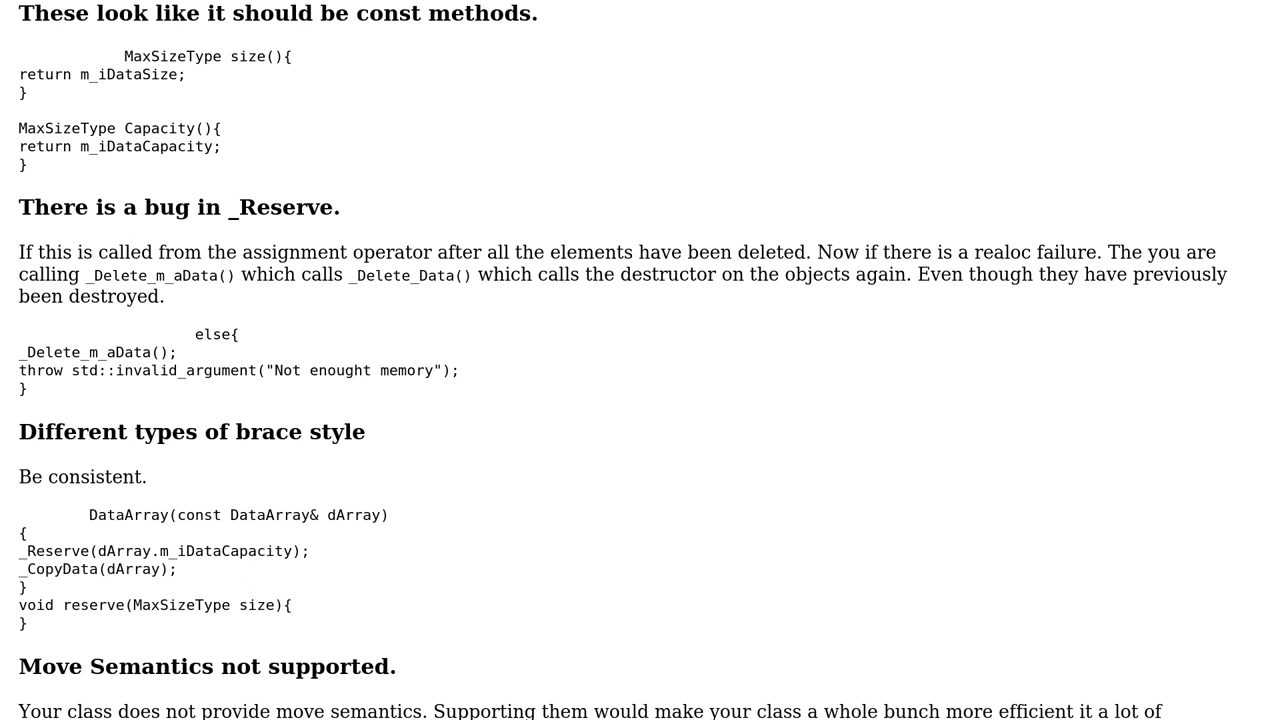 These look like it should be const methods.
MaxSizeType size(){
return m_iDataSize;
}
MaxSizeType Capacity(){
return m_iDataCapacity;
}
There is a bug in _Reserve.
If this is called from the assignment operator after all the elements have been deleted. Now if there is a realoc failure. The you are
calling _Delete_m_aData() which calls _Delete_Data() which calls the destructor on the objects again. Even though they have previously
been destroyed.
else{
_Delete_m_aData();
throw std::invalid_argument("Not enought memory");
}
Different types of brace style
Be consistent.
DataArray(const DataArray& dArray)
{
_Reserve(dArray.m_iDataCapacity);
_CopyData(dArray);
}
void reserve(MaxSizeType size){
}
Move Semantics not supported.
Your class does not provide move semantics. Supporting them would make your class a whole bunch more efficient it a lot of